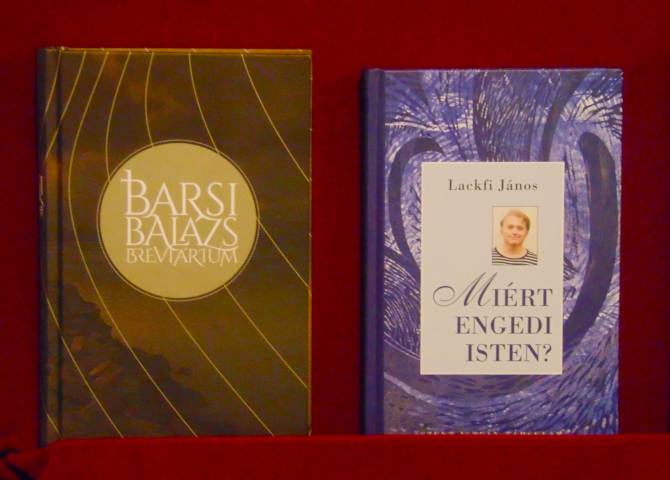 BARSI
BALÁZS
BREVIÁRIUM
Lackfi János
MIÉRT
ENGEDI
ISTEN?